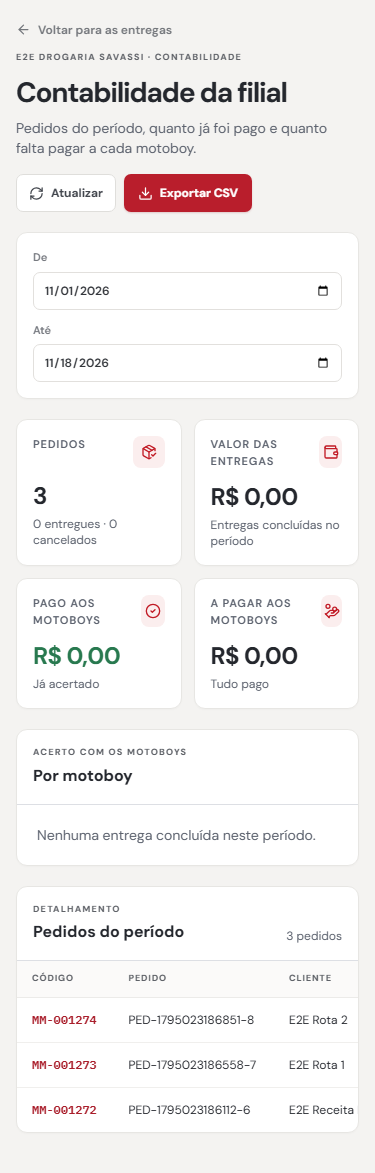 Voltar para as entregas
E2E DROGARIA SAVASSI · CONTABILIDADE
Contabilidade da filial
Pedidos do período, quanto já foi pago e quanto
falta pagar a cada motoboy.
Atualizar
Exportar CSV
De
11/01/2026
Até
11/18/2026
PEDIDOS
3
0 entregues · 0
cancelados
VALOR DAS
ENTREGAS
R$ 0,00
Entregas concluídas no
período
PAGO AOS
MOTOBOYS
R$ 0,00
Já acertado
A PAGAR AOS
MOTOBOYS
R$ 0,00
Tudo pago
ACERTO COM OS MOTOBOYS
Por motoboy
Nenhuma entrega concluída neste período.
DETALHAMENTO
Pedidos do período
3 pedidos
CÓDIGO PEDIDO CLIENTE
MM-001274 PED-1795023186851-8 E2E Rota 2
MM-001273 PED-1795023186558-7 E2E Rota 1
MM-001272 PED-1795023186112-6 E2E Receita